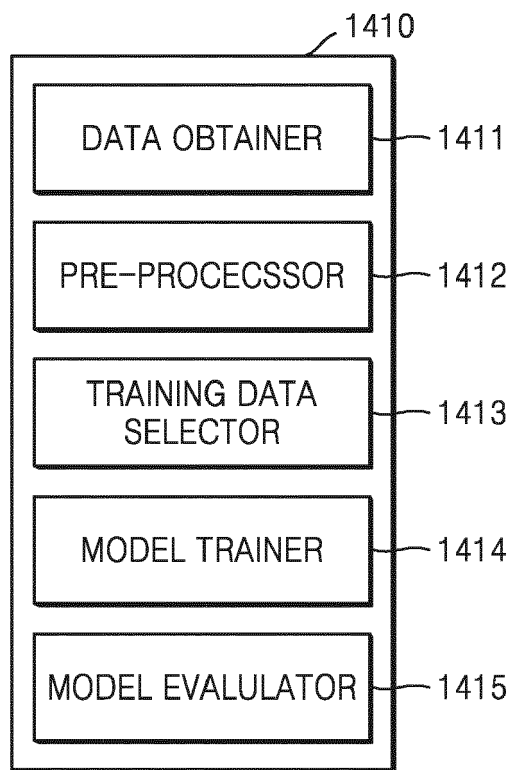 1410
DATA OBTAINER
1411
PRE-PROCECSSOR
1412
TRAINING DATA
SELECTOR
1413
MODEL TRAINER
1414
MODEL EVALULATOR
1415